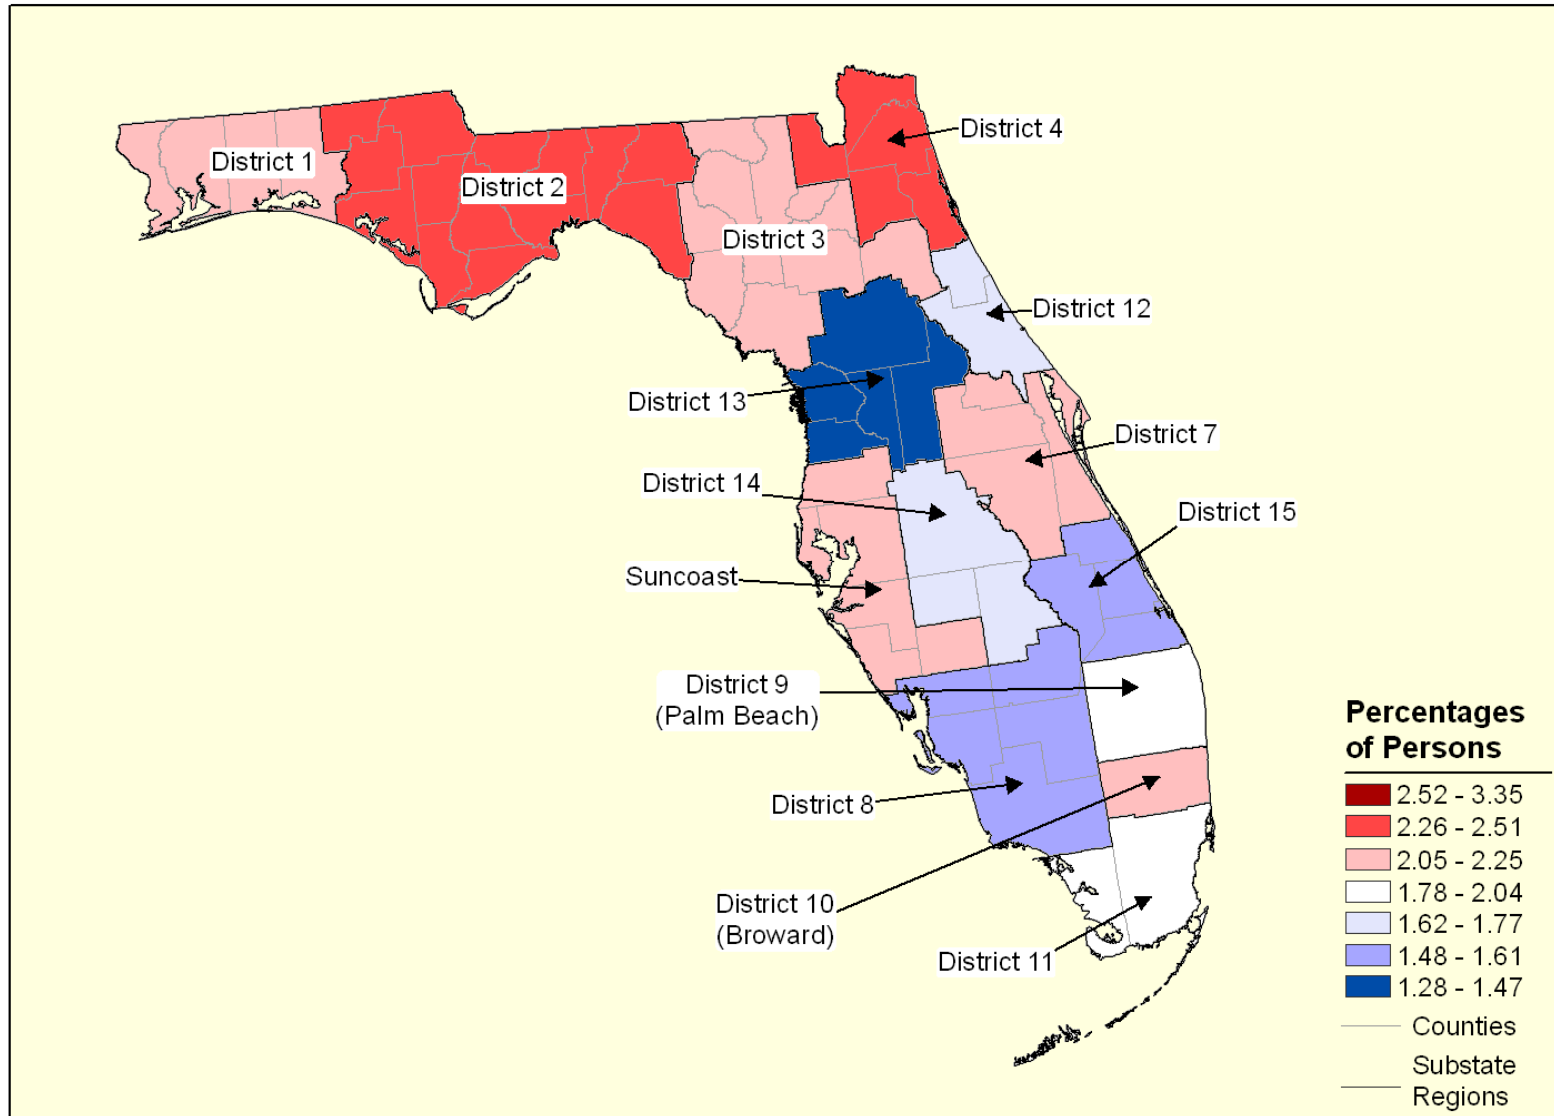 District 4
District 1
District 2
District 3
District 12
District 13
District 7
District 14
District 15
Suncoast
District 9
(Palm Beach)
District 8
District 10
(Broward)
District 11
Percentages
of Persons
2.52 - 3.35
2.26 - 2.51
2.05 - 2.25
1.78 - 2.04
1.62 - 1.77
1.48 - 1.61
1.28 - 1.47
Counties
Substate
Regions